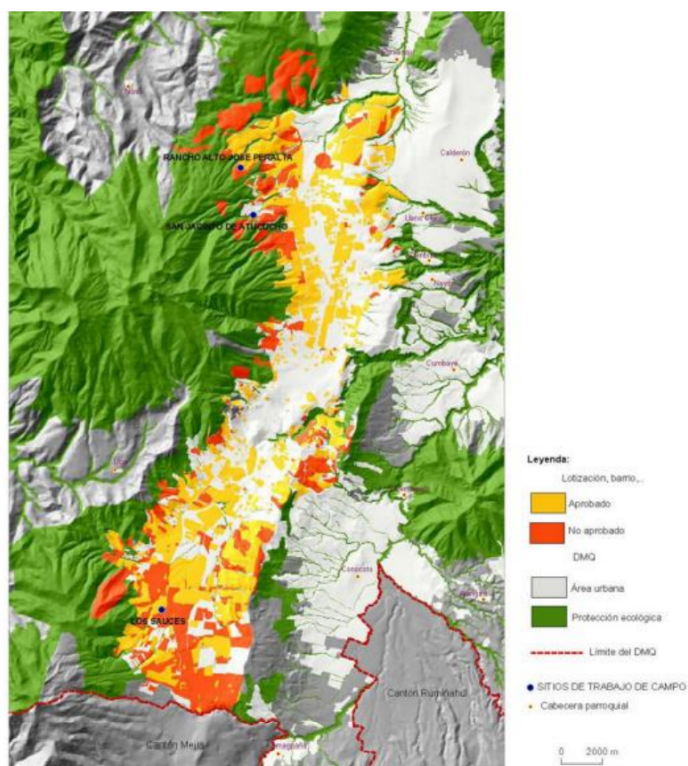 Calderón
RANCHO ALTO JOSE PERALTA
SAN JACINTO DE ATUCUCHO
Cumbayá
Conocoto
LOS SAUCES
Cantón Rumiñahui
Cantón Mejía
Leyenda:
Lotización, barrio,..
Aprobado
No aprobado
DMQ
Área urbana
Protección ecológica
Límite del DMQ
SITIOS DE TRABAJO DE CAMPO
Cabecera parroquial
0 2000 m